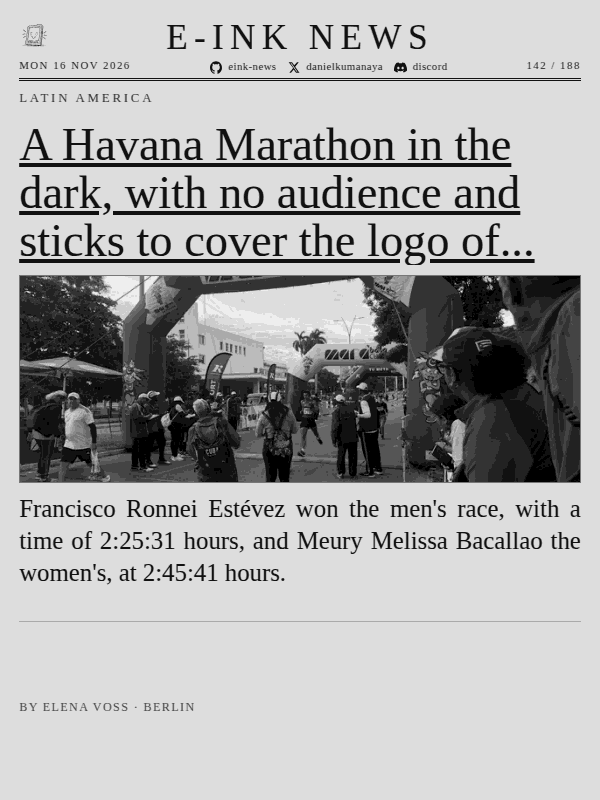 E-INK NEWS
MON 16 NOV 2026
eink-news
danielkumanaya
discord
142 / 188
LATIN AMERICA
A Havana Marathon in the
dark, with no audience and
sticks to cover the logo of...
CUBA
Francisco Ronnei Estévez won the men's race, with a
time of 2:25:31 hours, and Meury Melissa Bacallao the
women's, at 2:45:41 hours.
BY ELENA VOSS · BERLIN